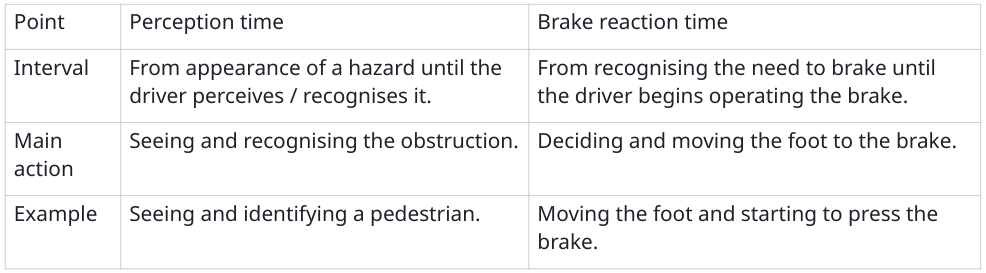 Point
Perception time
Brake reaction time
Interval
From appearance of a hazard until the
driver perceives / recognises it.
From recognising the need to brake until
the driver begins operating the brake.
Main
action
Seeing and recognising the obstruction.
Deciding and moving the foot to the brake.
Example
Seeing and identifying a pedestrian.
Moving the foot and starting to press the
brake.